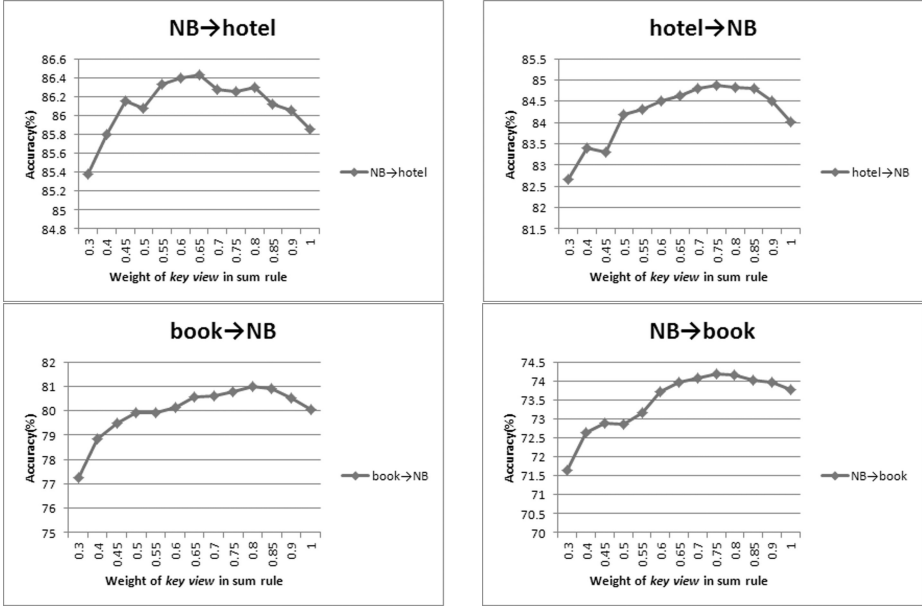 NB→hotel
Accuracy(%)
86.6
86.4
86.2
86
85.8
85.6
85.4
85.2
85
84.8
0.3 0.4 0.45 0.5 0.55 0.6 0.65 0.7 0.75 0.8 0.85 0.9 1
Weight of key view in sum rule
NB→hotel
hotel→NB
Accuracy(%)
85.5
85
84.5
84
83.5
83
82.5
82
81.5
0.3 0.4 0.45 0.5 0.55 0.6 0.65 0.7 0.75 0.8 0.85 0.9 1
Weight of key view in sum rule
hotel→NB
book→NB
Accuracy(%)
82
81
80
79
78
77
76
75
0.3 0.4 0.45 0.5 0.55 0.6 0.65 0.7 0.75 0.8 0.85 0.9 1
Weight of key view in sum rule
book→NB
NB→book
Accuracy(%)
74.5
74
73.5
73
72.5
72
71.5
71
70.5
70
0.3 0.4 0.45 0.5 0.55 0.6 0.65 0.7 0.75 0.8 0.85 0.9 1
Weight of key view in sum rule
NB→book